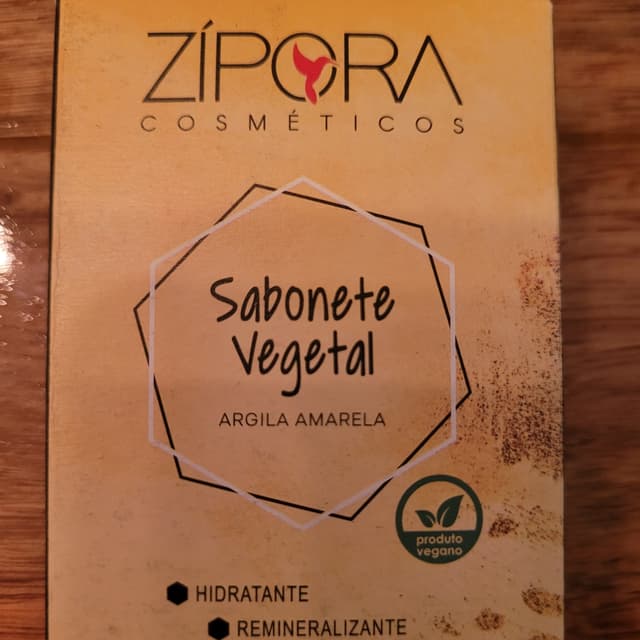 ZÍPORA
COSMÉTICOS
Sabonete
Vegetal
ARGILA AMARELA
produto
vegano
HIDRATANTE
REMINERALIZANTE